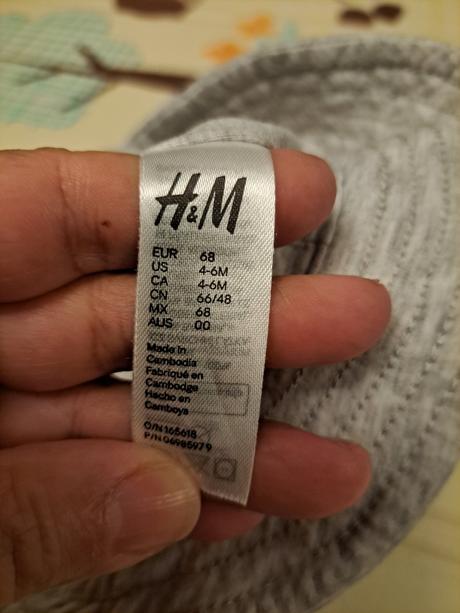 H&M
EUR 68
US 4-6M
CA 4-6M
CN 66/48
MX 68
AUS 00
Made in
Cambodia
Fabriqué en
Cambodge
Hecho en
Camboya
O/N 165618
P/N 06985979